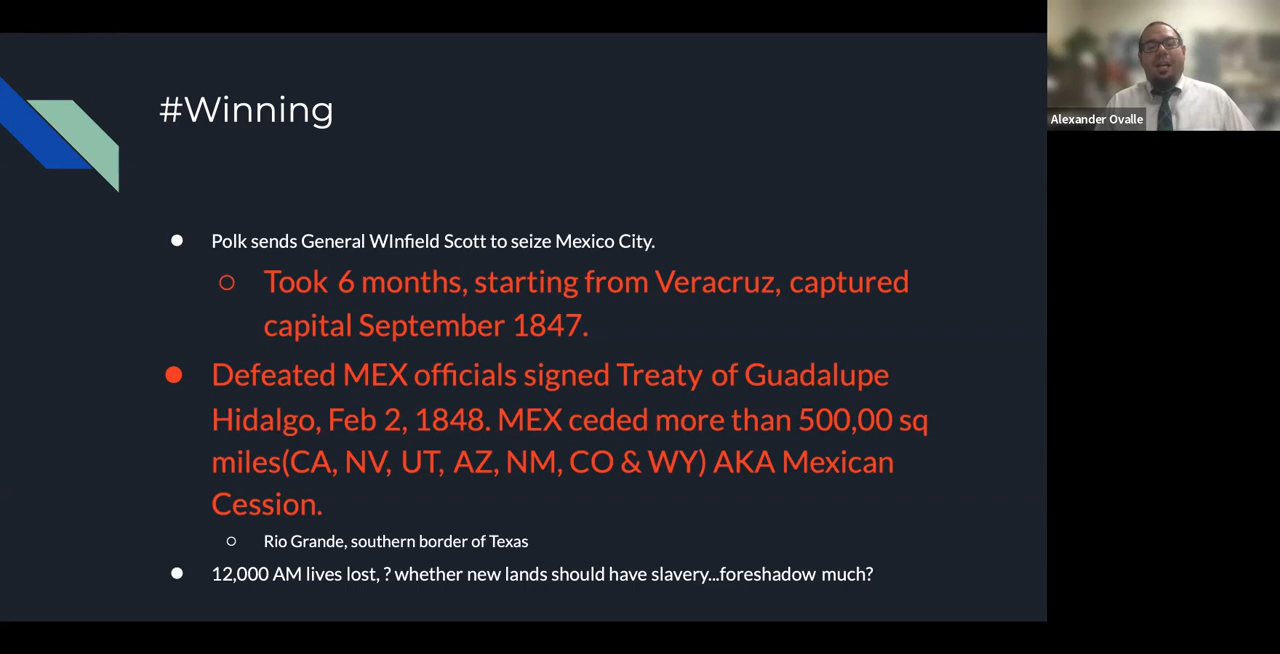 #Winning
Alexander Ovalle
Polk sends General WInfield Scott to seize Mexico City.
Took 6 months, starting from Veracruz, captured
capital September 1847.
Defeated MEX officials signed Treaty of Guadalupe
Hidalgo, Feb 2, 1848. MEX ceded more than 500,00 sq
miles(CA, NV, UT, AZ, NM, CO & WY) AKA Mexican
Cession.
Rio Grande, southern border of Texas
12,000 AM lives lost, ? whether new lands should have slavery...foreshadow much?